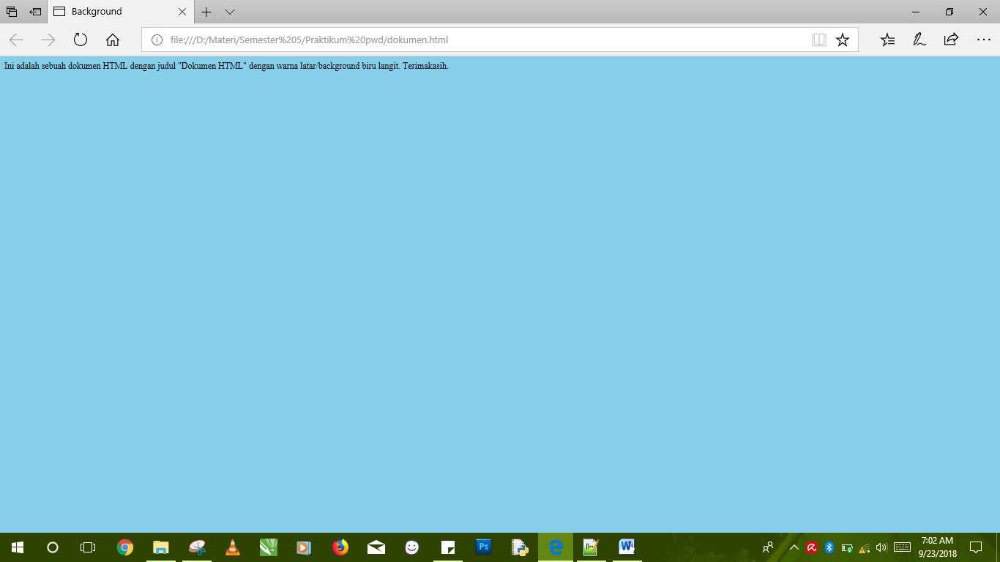 Background
file:///D:/Materi/Semester%205/Praktikum%20pwd/dokumen.html
Ini adalah sebuah dokumen HTML dengan judul "Dokumen HTML" dengan warna latar/background biru langit. Terimakasih.
Ps
7:02 AM
9/23/2018